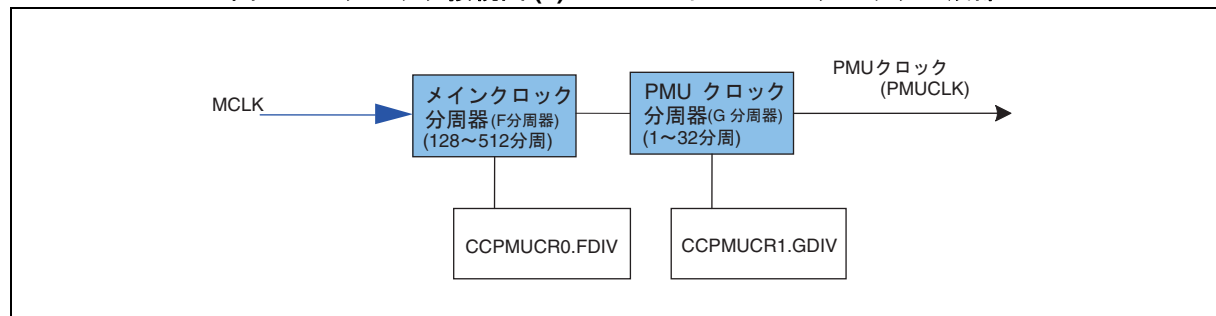 MCLK
メインクロック
分周器(F分周器)
(128～512分周)
PMU クロック
分周器(G 分周器)
(1～32分周)
PMUクロック
(PMUCLK)
CCPMUCR0.FDIV
CCPMUCR1.GDIV